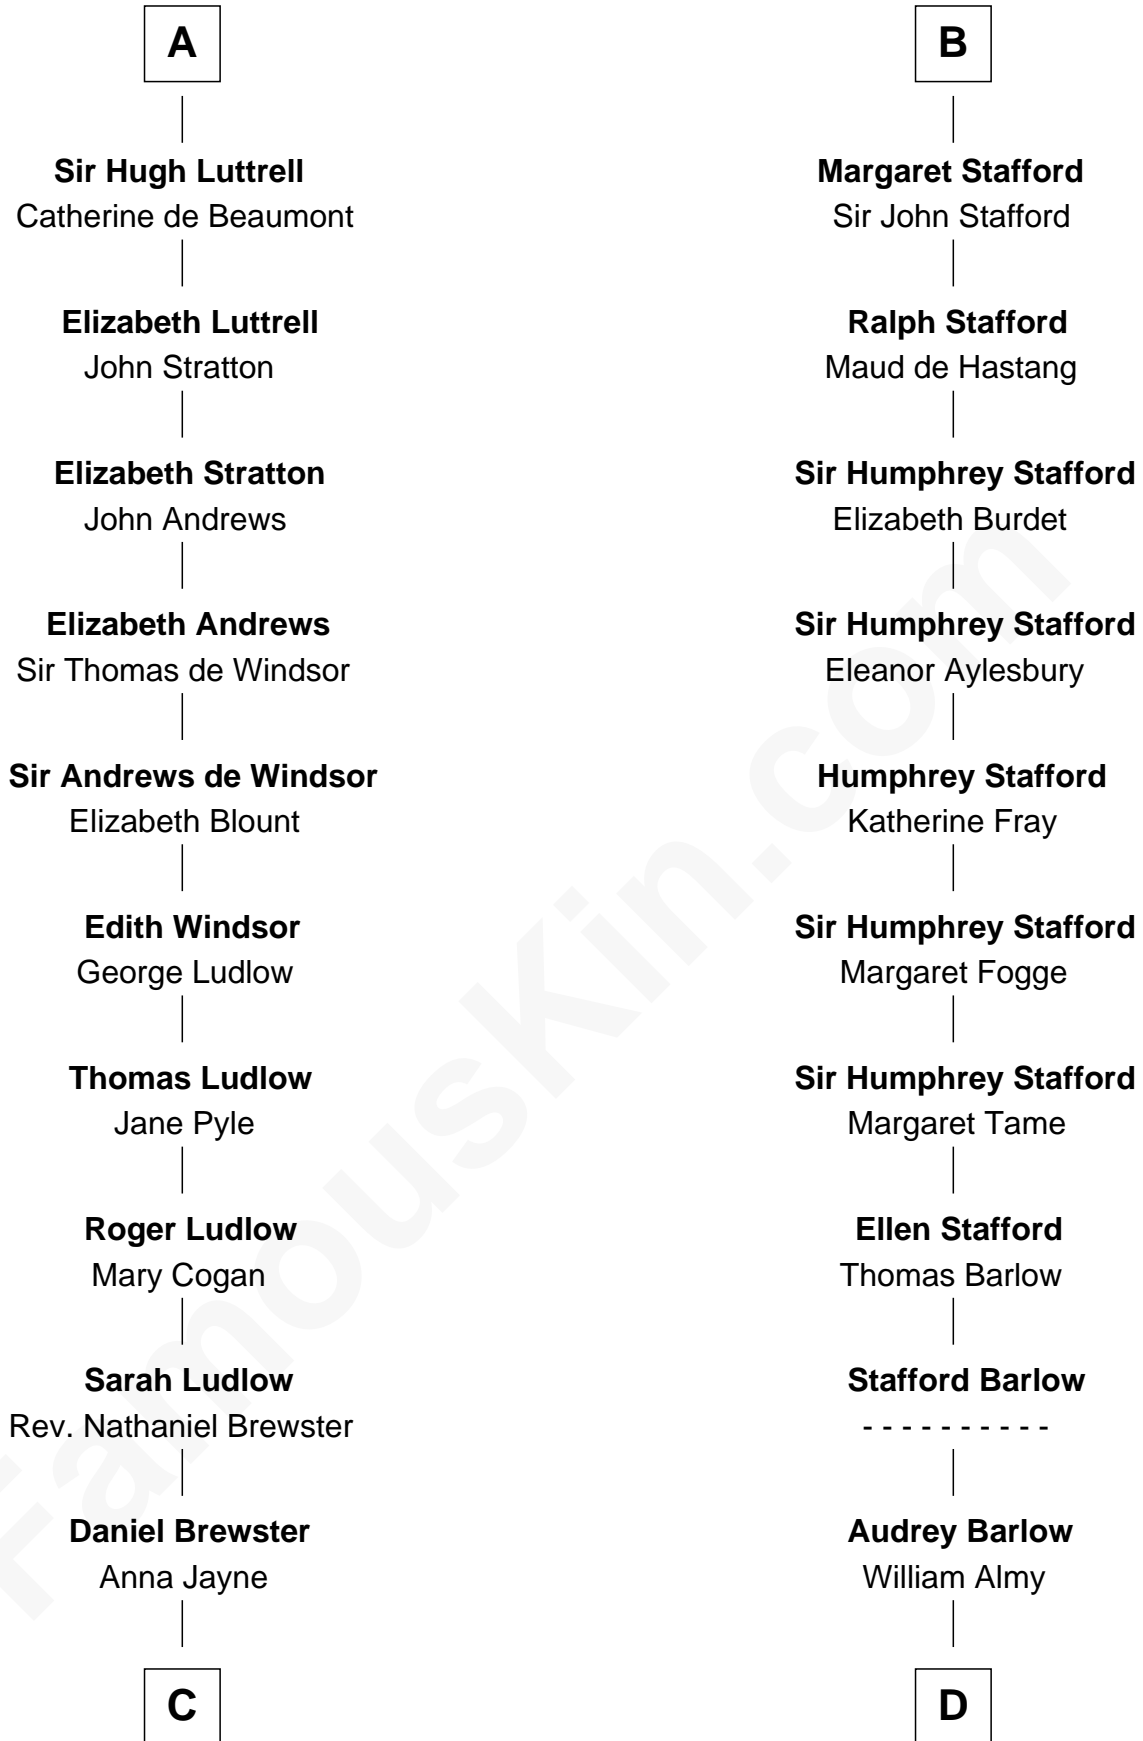 A
Sir Hugh Luttrell
Catherine de Beaumont
Elizabeth Luttrell
John Stratton
Elizabeth Stratton
John Andrews
Elizabeth Andrews
Sir Thomas de Windsor
Sir Andrews de Windsor
Elizabeth Blount
Edith Windsor
George Ludlow
Thomas Ludlow
Jane Pyle
Roger Ludlow
Mary Cogan
Sarah Ludlow
Rev. Nathaniel Brewster
Daniel Brewster
Anna Jayne
C
B
Margaret Stafford
Sir John Stafford
Ralph Stafford
Maud de Hastang
Sir Humphrey Stafford
Elizabeth Burdet
Sir Humphrey Stafford
Eleanor Aylesbury
Humphrey Stafford
Katherine Fray
Sir Humphrey Stafford
Margaret Fogge
Sir Humphrey Stafford
Margaret Tame
Ellen Stafford
Thomas Barlow
Stafford Barlow
- - - - - - - - - -
Audrey Barlow
William Almy
D
FamousKin.com